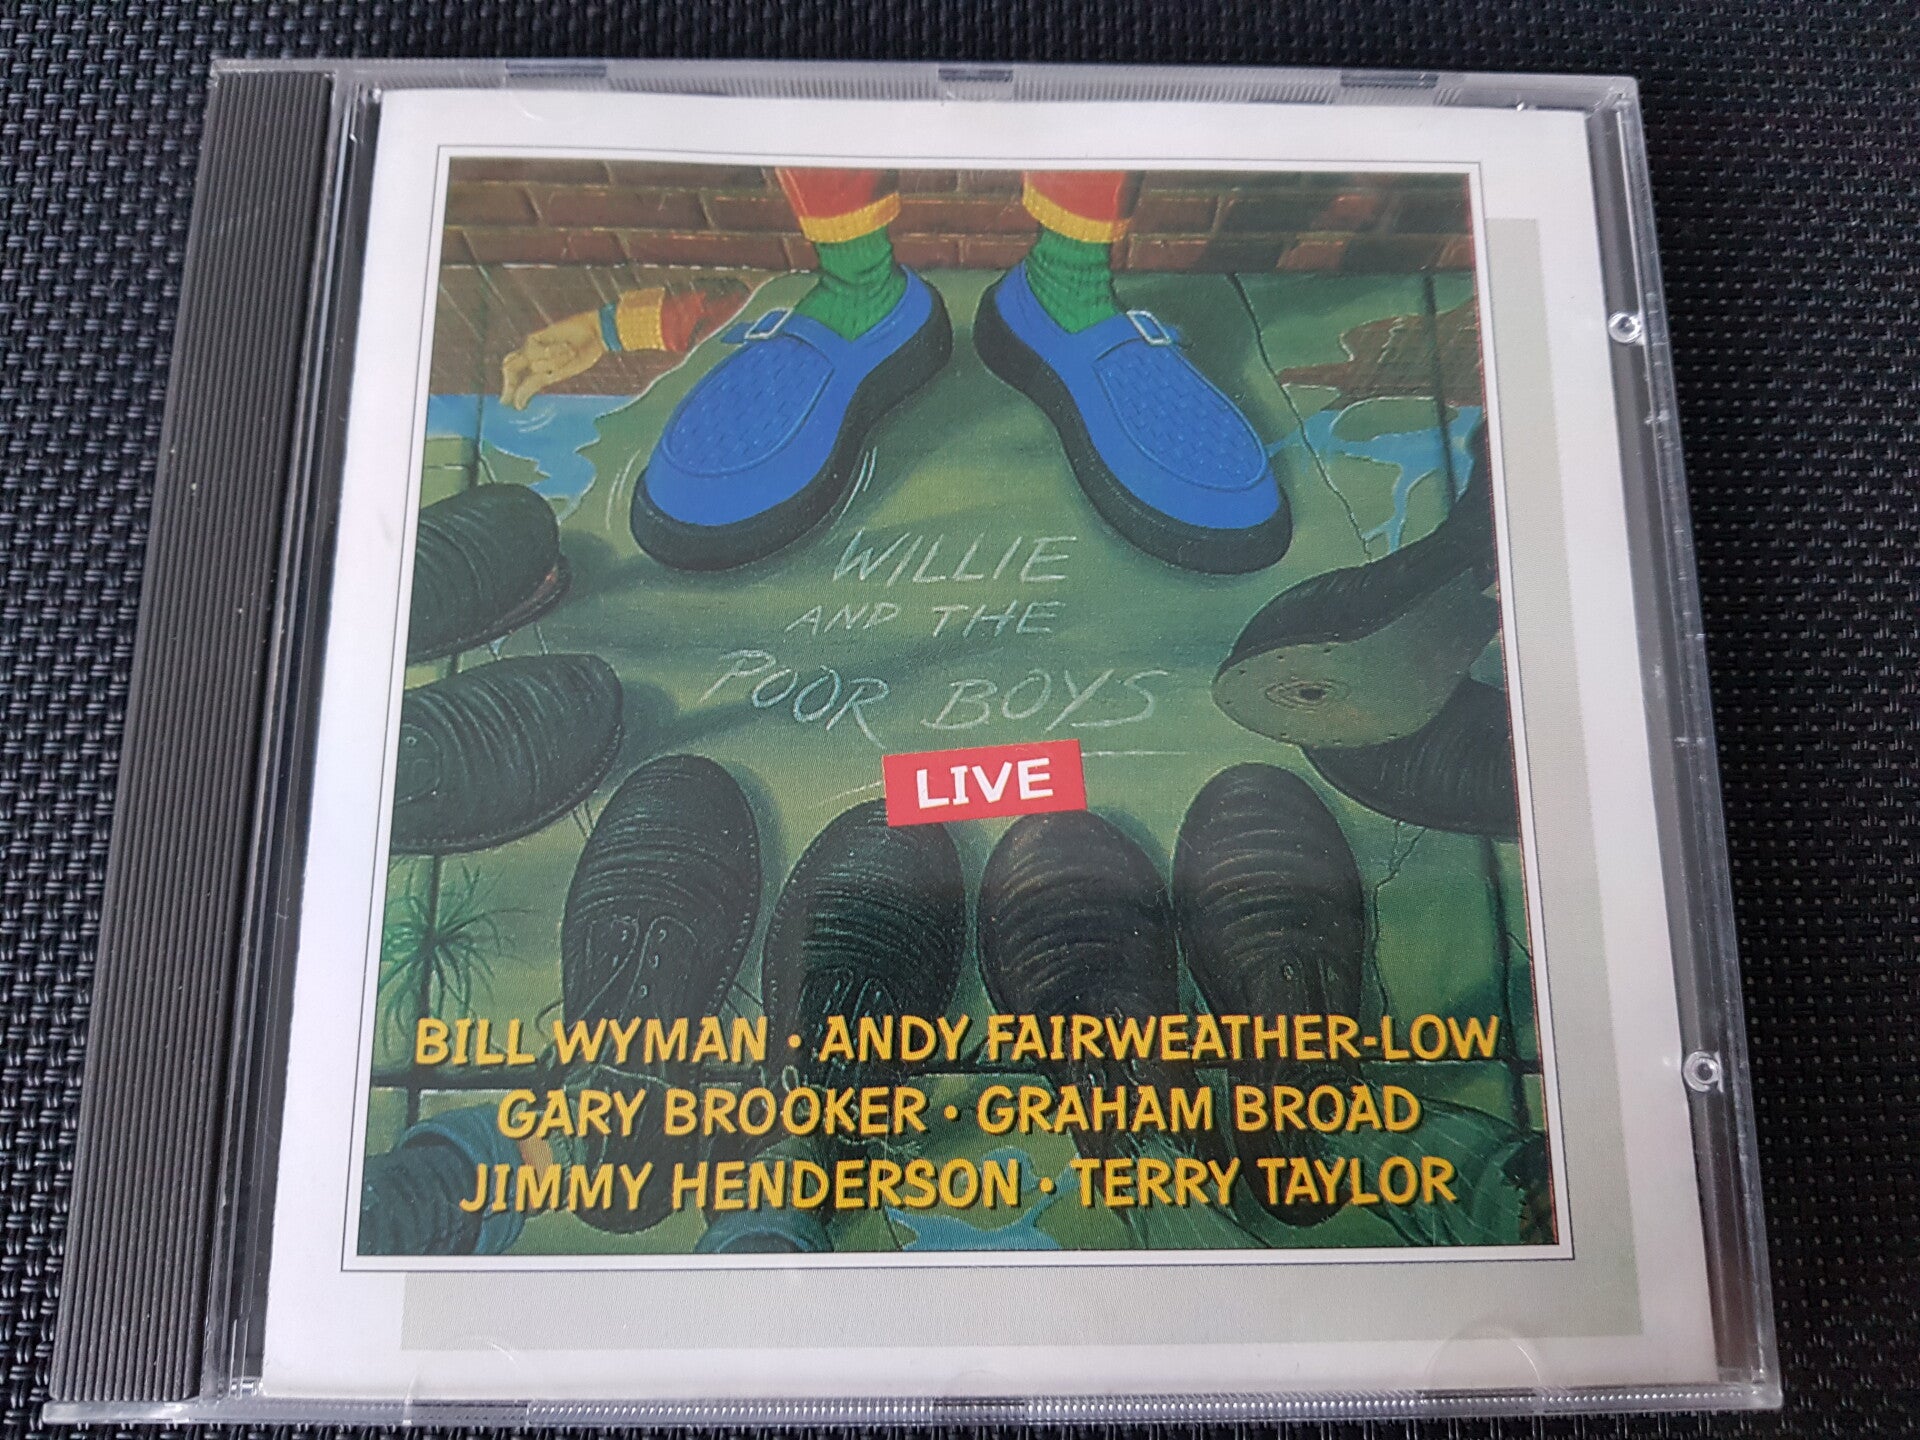 WILLIE
AND THE
POOR BOYS
LIVE
BILL WYMAN · ANDY FAIRWEATHER-LOW
GARY BROOKER · GRAHAM BROAD
JIMMY HENDERSON · TERRY TAYLOR